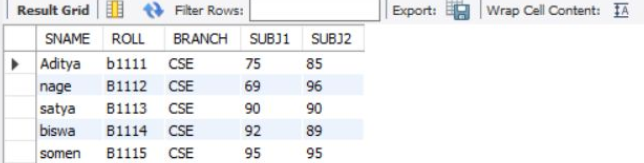 Result Grid Filter Rows: Export: Wrap Cell Content: IA
SNAME ROLL BRANCH SUBJ1 SUBJ2
Aditya b1111 CSE 75 85
nage B1112 CSE 69 96
satya B1113 CSE 90 90
biswa B1114 CSE 92 89
somen B1115 CSE 95 95